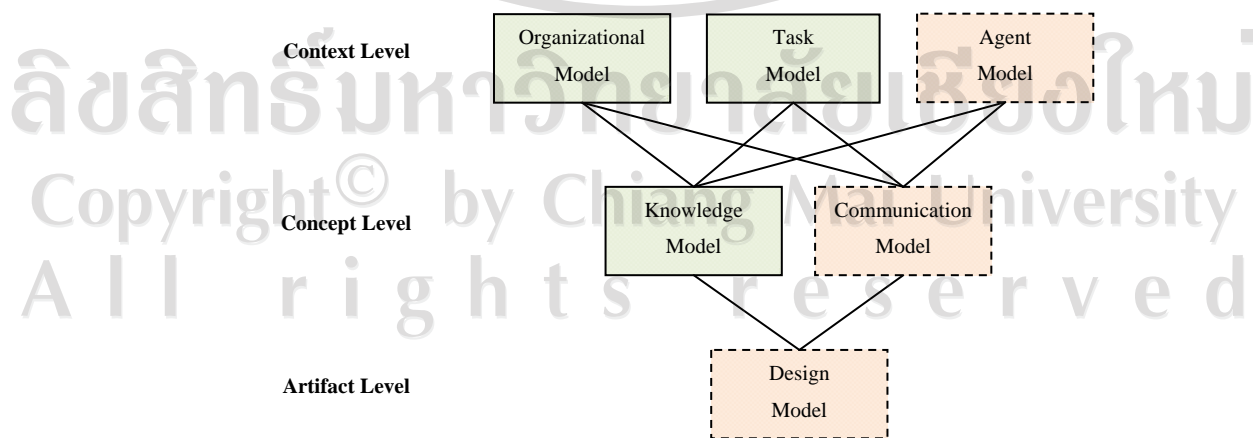 Context Level
Organizational
Model
Task
Model
Agent
Model
ลิขสิทธิ์มหาวิทยาลัยเชียงใหม่
Copyright© by Chiang Mai University
Concept Level
Knowledge
Model
Communication
Model
All rights reserved
Artifact Level
Design
Model